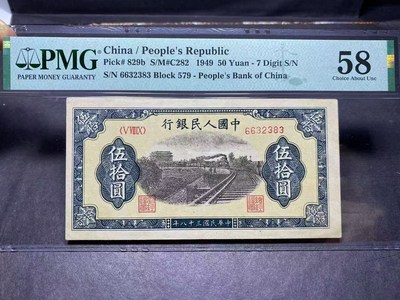 PMG
PAPER MONEY GUARANTY
China / People's Republic
Pick# 829b S/M#C282 1949 50 Yuan - 7 Digit S/N
S/N 6632383 Block 579 - People's Bank of China
58
Choice About Unc
行銀民人國中
(VⅧⅨ) 6632383
伍拾圓 伍拾圓
年八十三國民華中